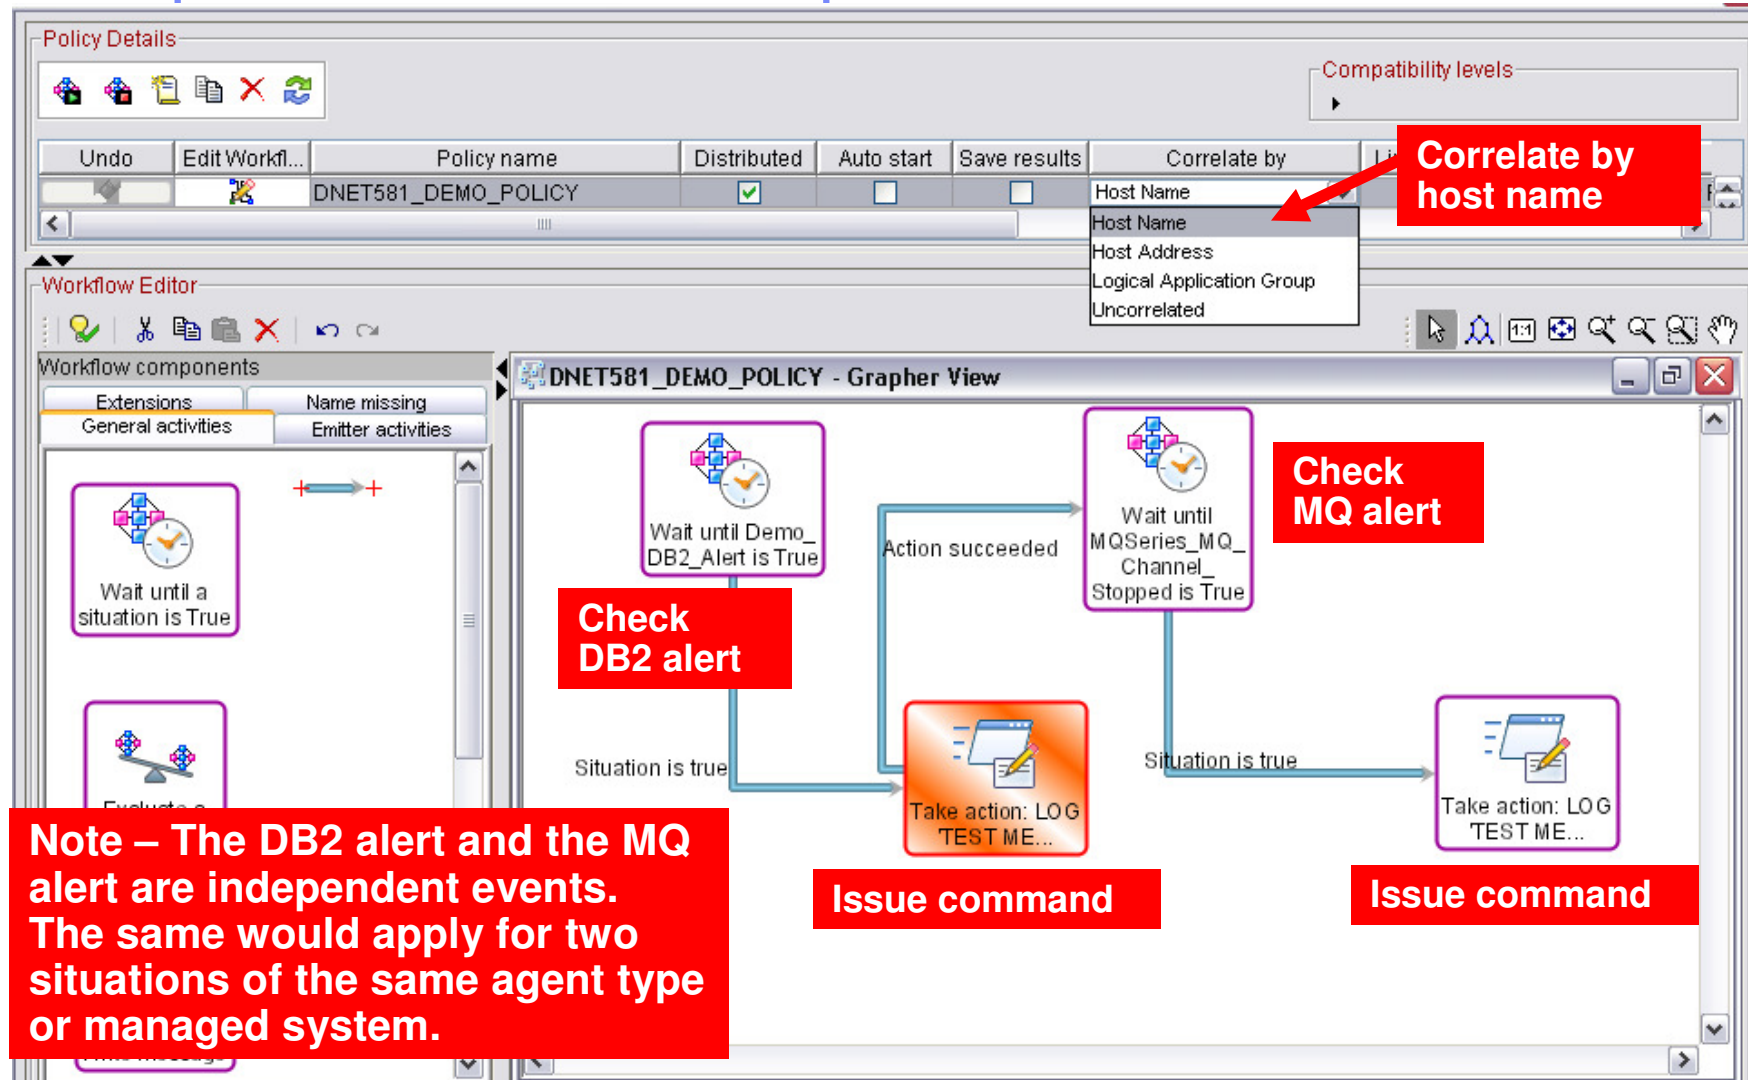 Policy Details
Compatibility levels
Undo
Edit Workfl...
Policy name
Distributed
Auto start
Save results
Correlate by
DNET581_DEMO_POLICY
Host Name
Host Name
Host Address
Logical Application Group
Uncorrelated
Correlate by
host name
Workflow Editor
1:1
Workflow components
Extensions
Name missing
General activities
Emitter activities
Wait until a
situation is True
DNET581_DEMO_POLICY - Grapher View
Wait until Demo_
DB2_Alert is True
Action succeeded
Wait until
MQSeries_MQ_
Channel_
Stopped is True
Check
MQ alert
Check
DB2 alert
Situation is true
Take action: LOG
'TEST ME...
Situation is true
Take action: LOG
'TEST ME...
Issue command
Issue command
Note – The DB2 alert and the MQ
alert are independent events.
The same would apply for two
situations of the same agent type
or managed system.